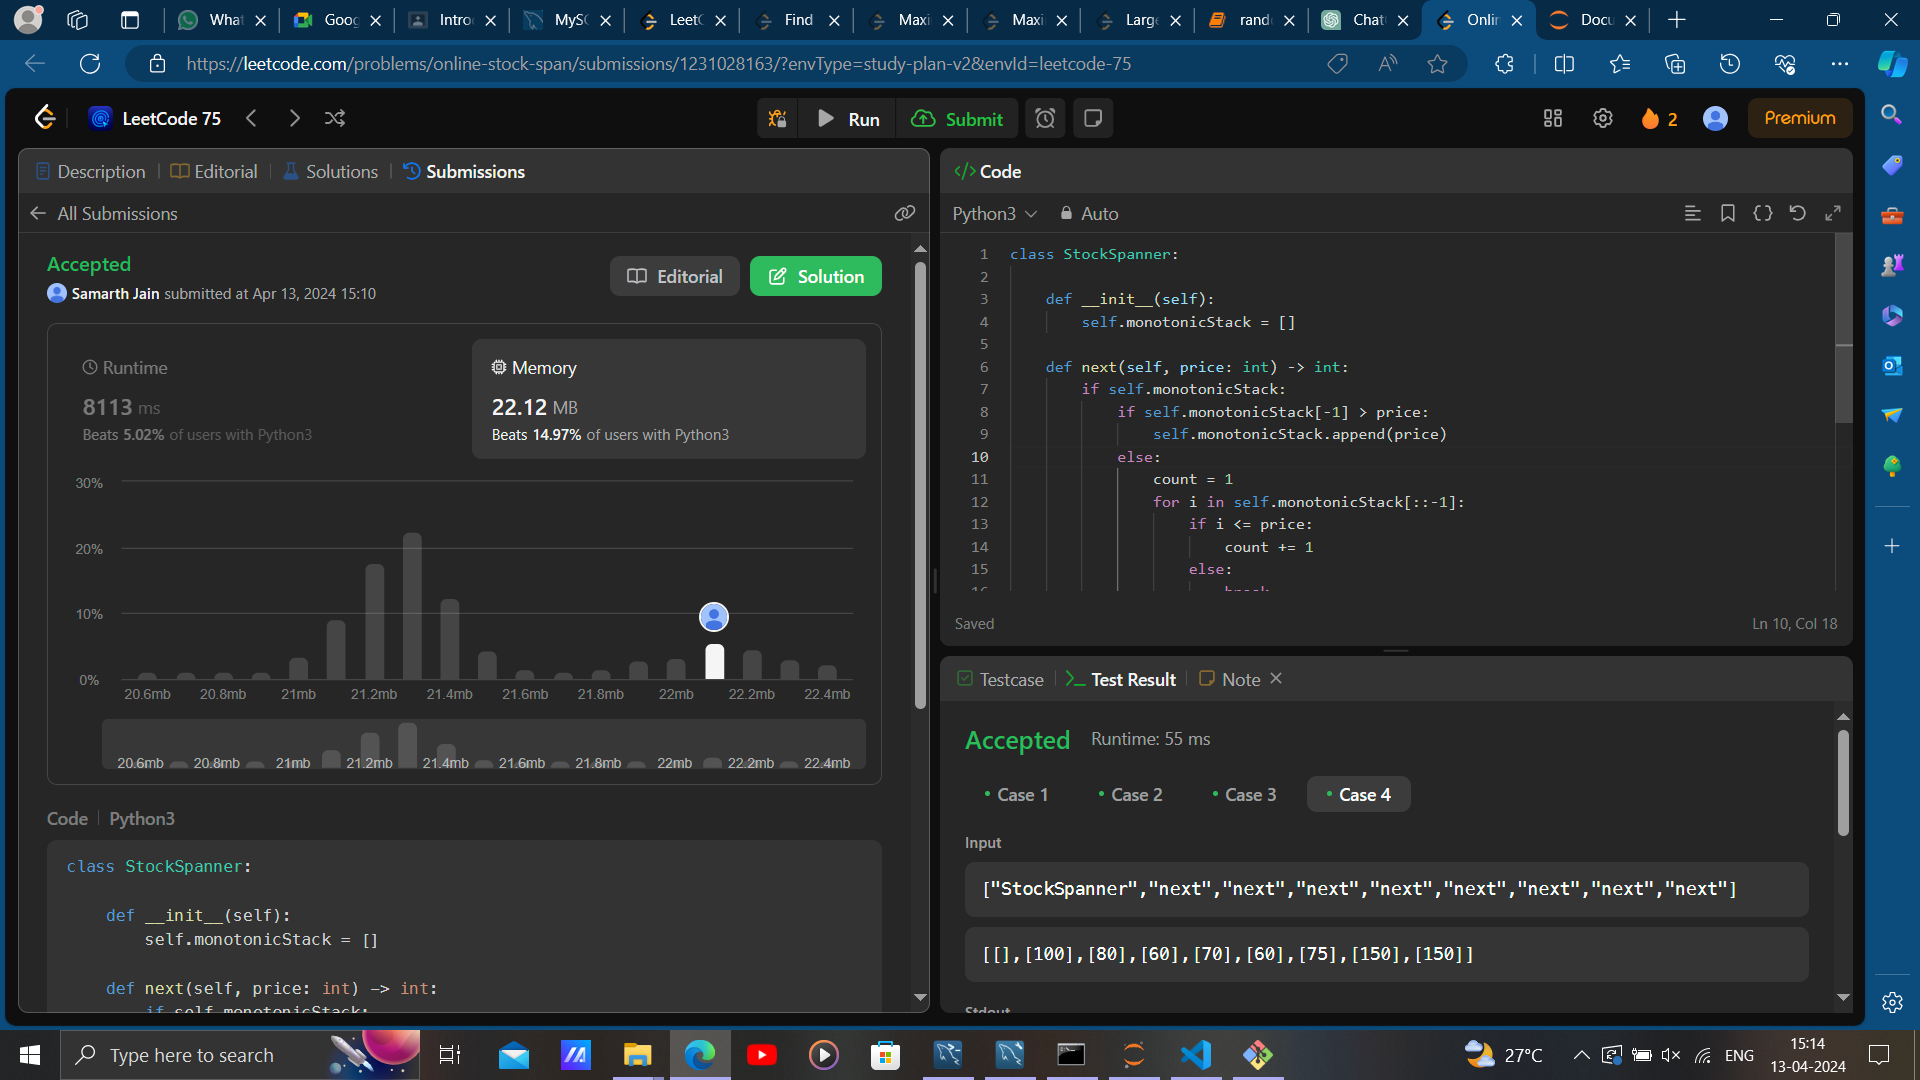 What
Goog
Intro
MySQ
LeetC
Find
Maxi
Maxi
Large
rand
Chat
Onlin
Docu
https://leetcode.com/problems/online-stock-span/submissions/1231028163/?envType=study-plan-v2&envId=leetcode-75
LeetCode 75
Run
Submit
2
Premium
Description
Editorial
Solutions
Submissions
All Submissions
Accepted
Samarth Jain submitted at Apr 13, 2024 15:10
Editorial
Solution
Runtime
8113 ms
Beats 5.02% of users with Python3
Memory
22.12 MB
Beats 14.97% of users with Python3
30%
20%
10%
0%
20.6mb 20.8mb 21mb 21.2mb 21.4mb 21.6mb 21.8mb 22mb 22.2mb 22.4mb
20.6mb 20.8mb 21mb 21.2mb 21.4mb 21.6mb 21.8mb 22mb 22.2mb 22.4mb
Code Python3
class StockSpanner:
def __init__(self):
self.monotonicStack = []
def next(self, price: int) -> int:
if self.monotonicStack:
</> Code
Python3 Auto
1 class StockSpanner:
2
3 def __init__(self):
4 self.monotonicStack = []
5
6 def next(self, price: int) -> int:
7 if self.monotonicStack:
8 if self.monotonicStack[-1] > price:
9 self.monotonicStack.append(price)
10 else:
11 count = 1
12 for i in self.monotonicStack[::-1]:
13 if i <= price:
14 count += 1
15 else:
16 break
Saved
Ln 10, Col 18
Testcase
Test Result
Note
Accepted Runtime: 55 ms
Case 1 Case 2 Case 3 Case 4
Input
["StockSpanner","next","next","next","next","next","next","next","next"]
[[],[100],[80],[60],[70],[60],[75],[150],[150]]
Stdout
Type here to search
27°C
ENG
15:14
13-04-2024